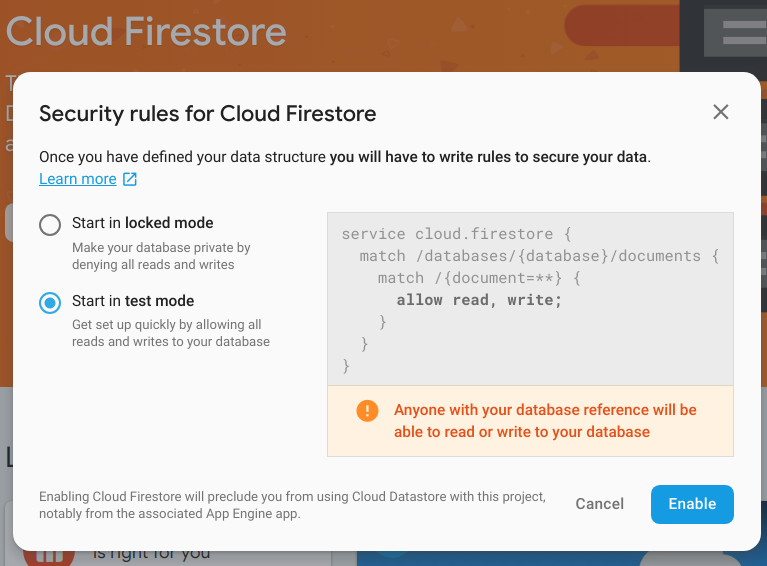 Cloud Firestore
Security rules for Cloud Firestore
Once you have defined your data structure you will have to write rules to secure your data.
Learn more
Start in locked mode
Make your database private by
denying all reads and writes
Start in test mode
Get set up quickly by allowing all
reads and writes to your database
service cloud.firestore {
match /databases/{database}/documents {
match /{document=**} {
allow read, write;
}
}
}
Anyone with your database reference will be
able to read or write to your database
Enabling Cloud Firestore will preclude you from using Cloud Datastore with this project,
notably from the associated App Engine app.
Cancel
Enable
is right for you